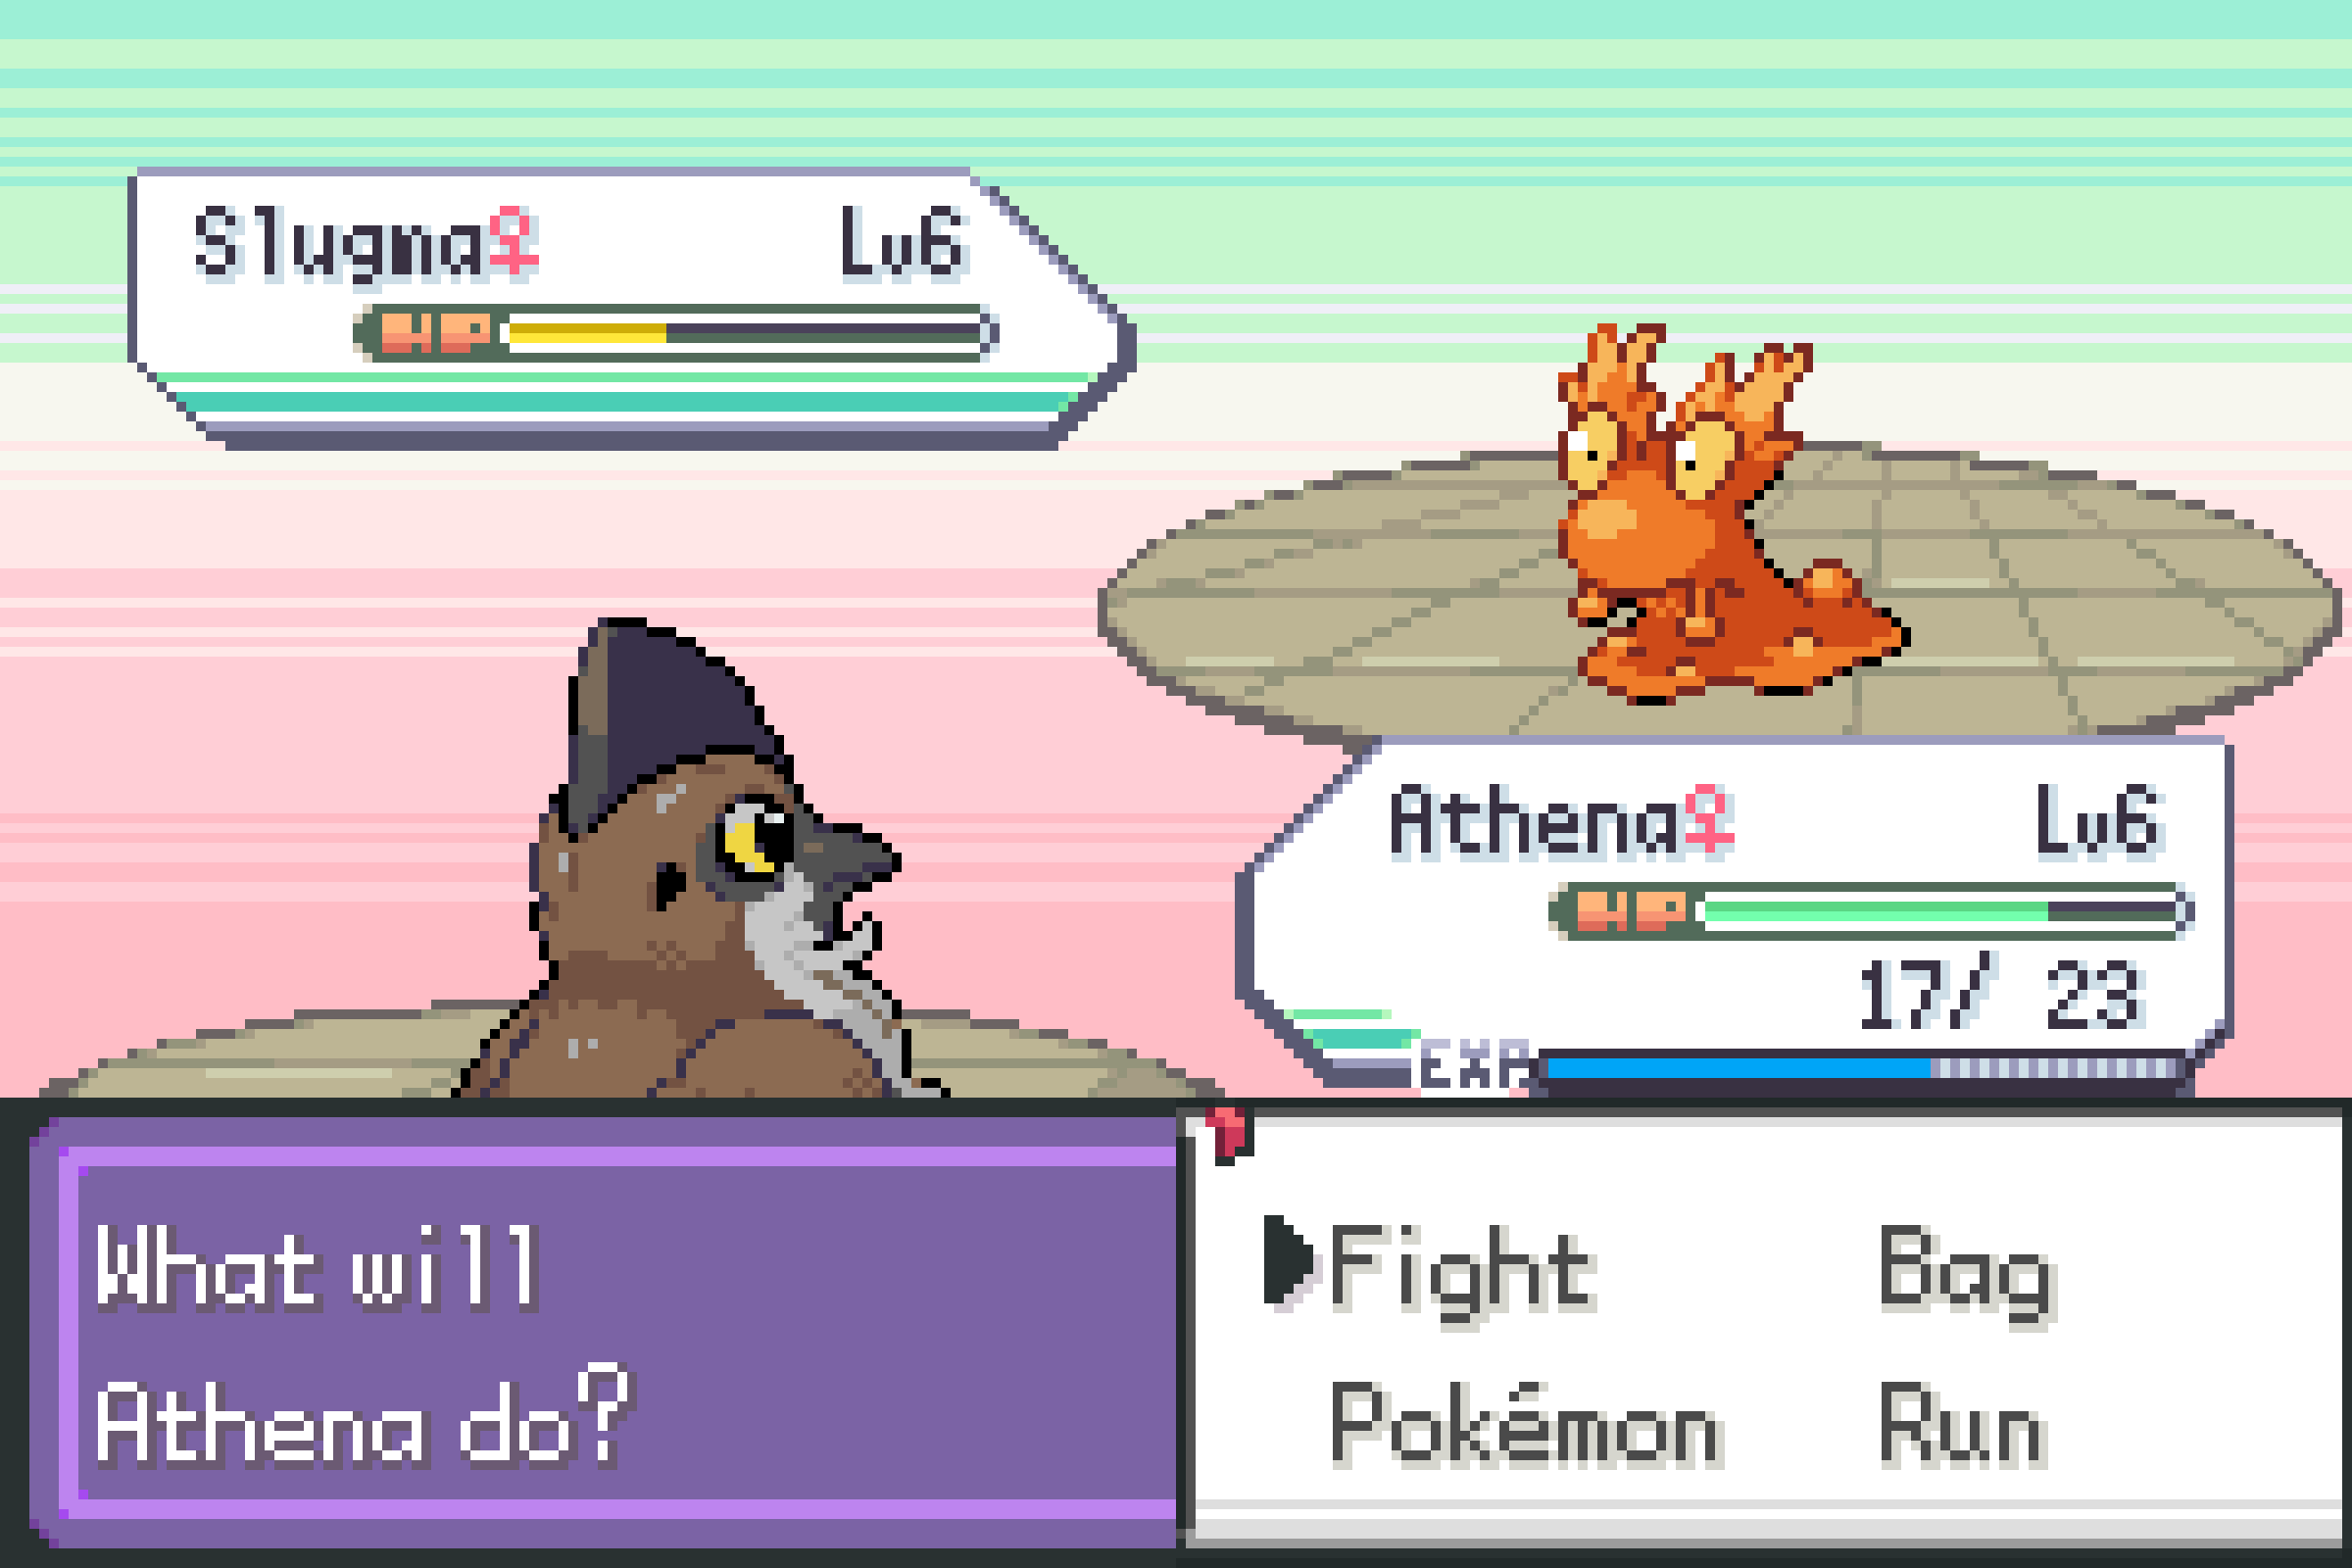 Slugma♀ Lv6
HP
Athena♀ Lv6
HP
17/ 23
EXP
What will
Athena do?
Fight Bag
Pokémon Run